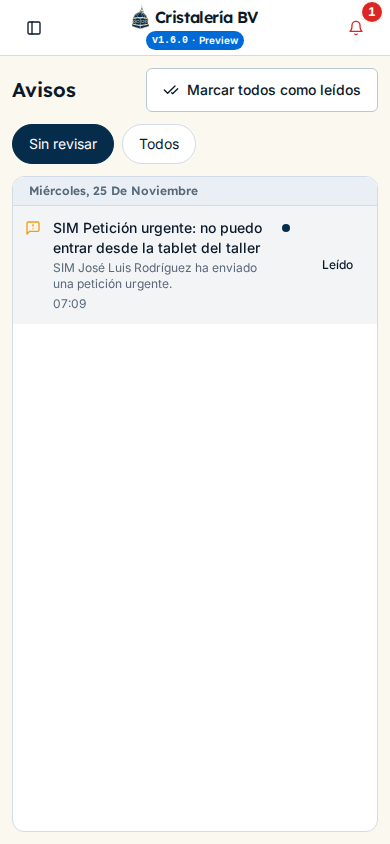 Cristalería BV
v1.6.0 · Preview
1
Avisos
Marcar todos como leídos
Sin revisar
Todos
Miércoles, 25 De Noviembre
SIM Petición urgente: no puedo
entrar desde la tablet del taller
SIM José Luis Rodríguez ha enviado
una petición urgente.
07:09
Leído